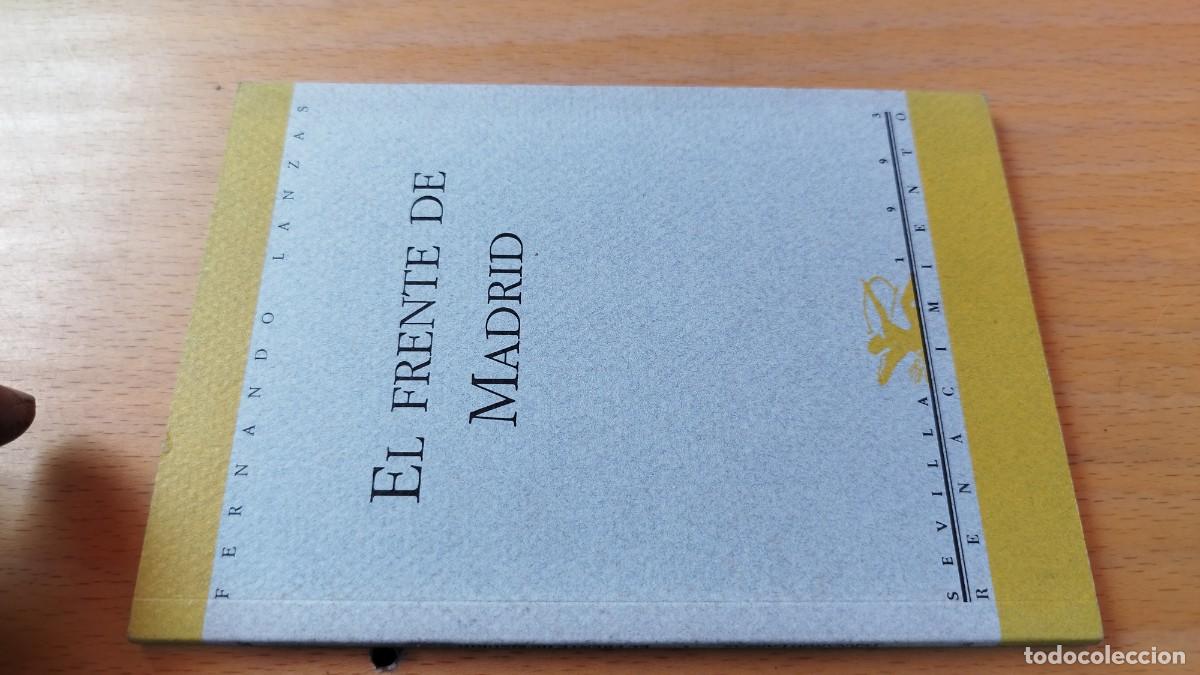 FERNANDO LANZAS
EL FRENTE DE
MADRID
SEVILLA 1993
RENACIMIENTO
todocoleccion